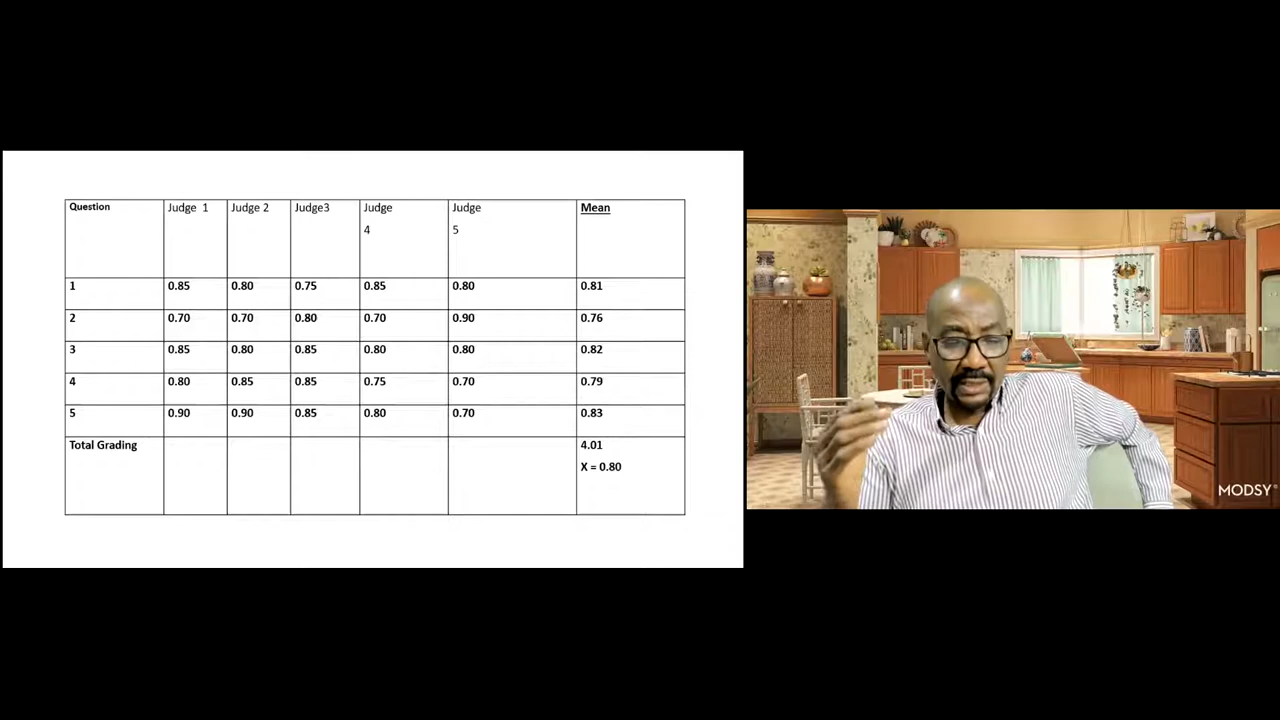 Question Judge 1 Judge 2 Judge3 Judge Mean
4
Judge
5
1 0.85 0.80 0.75 0.85 0.80 0.81
2 0.70 0.70 0.80 0.70 0.90 0.76
3 0.85 0.80 0.85 0.80 0.80 0.82
4 0.80 0.85 0.85 0.75 0.70 0.79
5 0.90 0.90 0.85 0.80 0.70 0.83
Total Grading 4.01
X = 0.80
MODSY